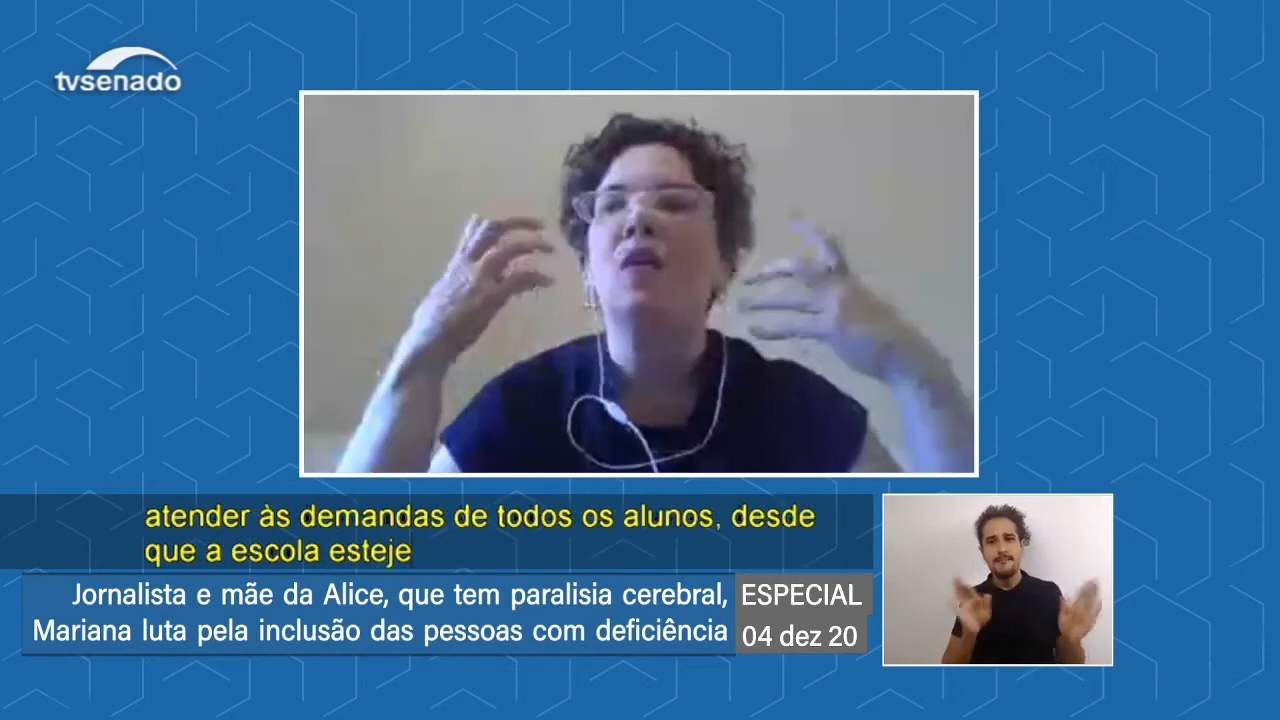 tvsenado
atender às demandas de todos os alunos, desde
que a escola esteje
Jornalista e mãe da Alice, que tem paralisia cerebral,
Mariana luta pela inclusão das pessoas com deficiência
ESPECIAL
04 dez 20